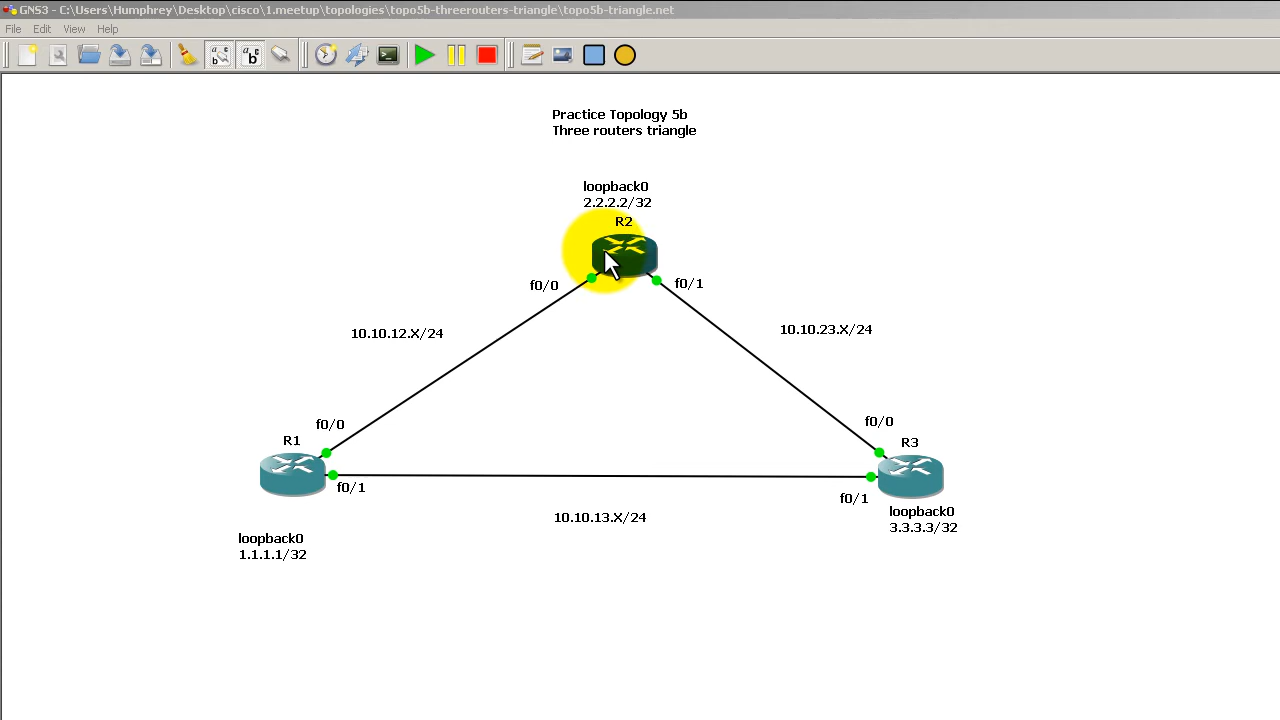 GNS3 - C:\Users\Humphrey\Desktop\cisco\1.meetup\topologies\topo5b-threerouters-triangle\topo5b-triangle.net
File Edit View Help
Practice Topology 5b
Three routers triangle
loopback0
2.2.2.2/32
R2
f0/0
f0/1
10.10.12.X/24
10.10.23.X/24
f0/0
f0/0
R1
R3
f0/1
f0/1
loopback0
3.3.3.3/32
10.10.13.X/24
loopback0
1.1.1.1/32